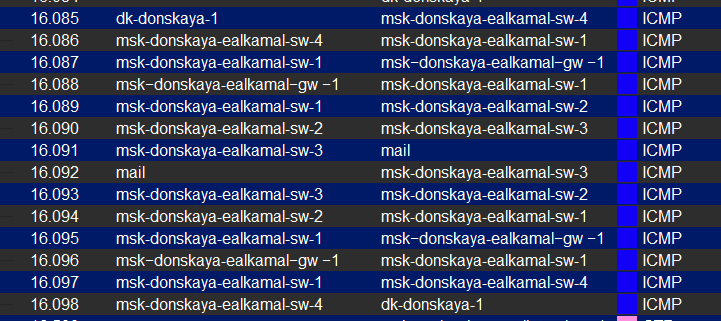 16.085 dk-donskaya-1 msk-donskaya-ealkamal-sw-4 ICMP
16.086 msk-donskaya-ealkamal-sw-4 msk-donskaya-ealkamal-sw-1 ICMP
16.087 msk-donskaya-ealkamal-sw-1 msk−donskaya-ealkamal−gw −1 ICMP
16.088 msk−donskaya-ealkamal−gw −1 msk-donskaya-ealkamal-sw-1 ICMP
16.089 msk-donskaya-ealkamal-sw-1 msk-donskaya-ealkamal-sw-2 ICMP
16.090 msk-donskaya-ealkamal-sw-2 msk-donskaya-ealkamal-sw-3 ICMP
16.091 msk-donskaya-ealkamal-sw-3 mail ICMP
16.092 mail msk-donskaya-ealkamal-sw-3 ICMP
16.093 msk-donskaya-ealkamal-sw-3 msk-donskaya-ealkamal-sw-2 ICMP
16.094 msk-donskaya-ealkamal-sw-2 msk-donskaya-ealkamal-sw-1 ICMP
16.095 msk-donskaya-ealkamal-sw-1 msk−donskaya-ealkamal−gw −1 ICMP
16.096 msk−donskaya-ealkamal−gw −1 msk-donskaya-ealkamal-sw-1 ICMP
16.097 msk-donskaya-ealkamal-sw-1 msk-donskaya-ealkamal-sw-4 ICMP
16.098 msk-donskaya-ealkamal-sw-4 dk-donskaya-1 ICMP